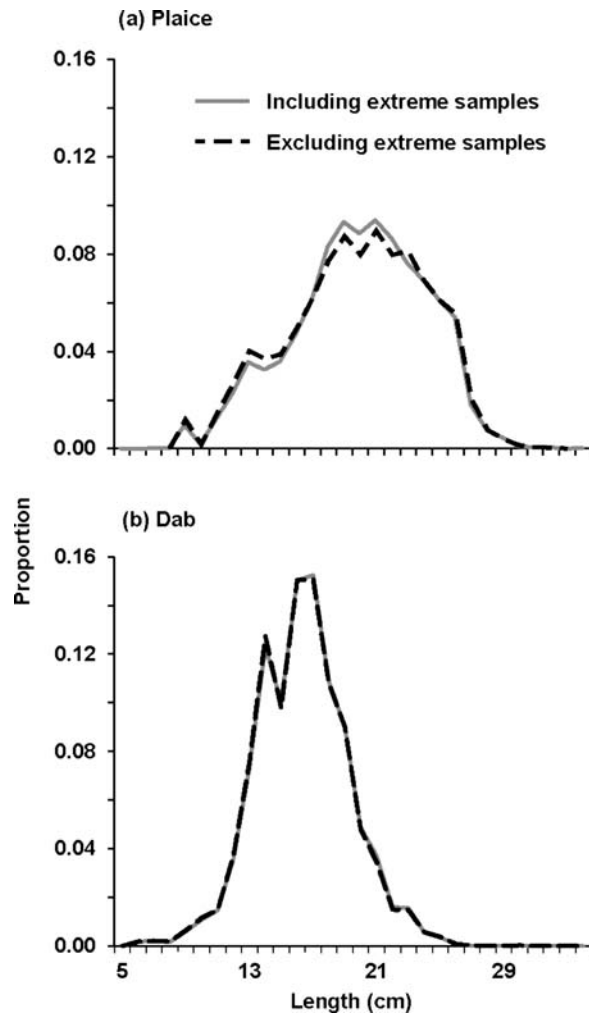 (a) Plaice
0.16
Including extreme samples
Excluding extreme samples
0.12
0.08
0.04
0.00
Proportion
(b) Dab
0.16
0.12
0.08
0.04
0.00
5 13 21 29
Length (cm)